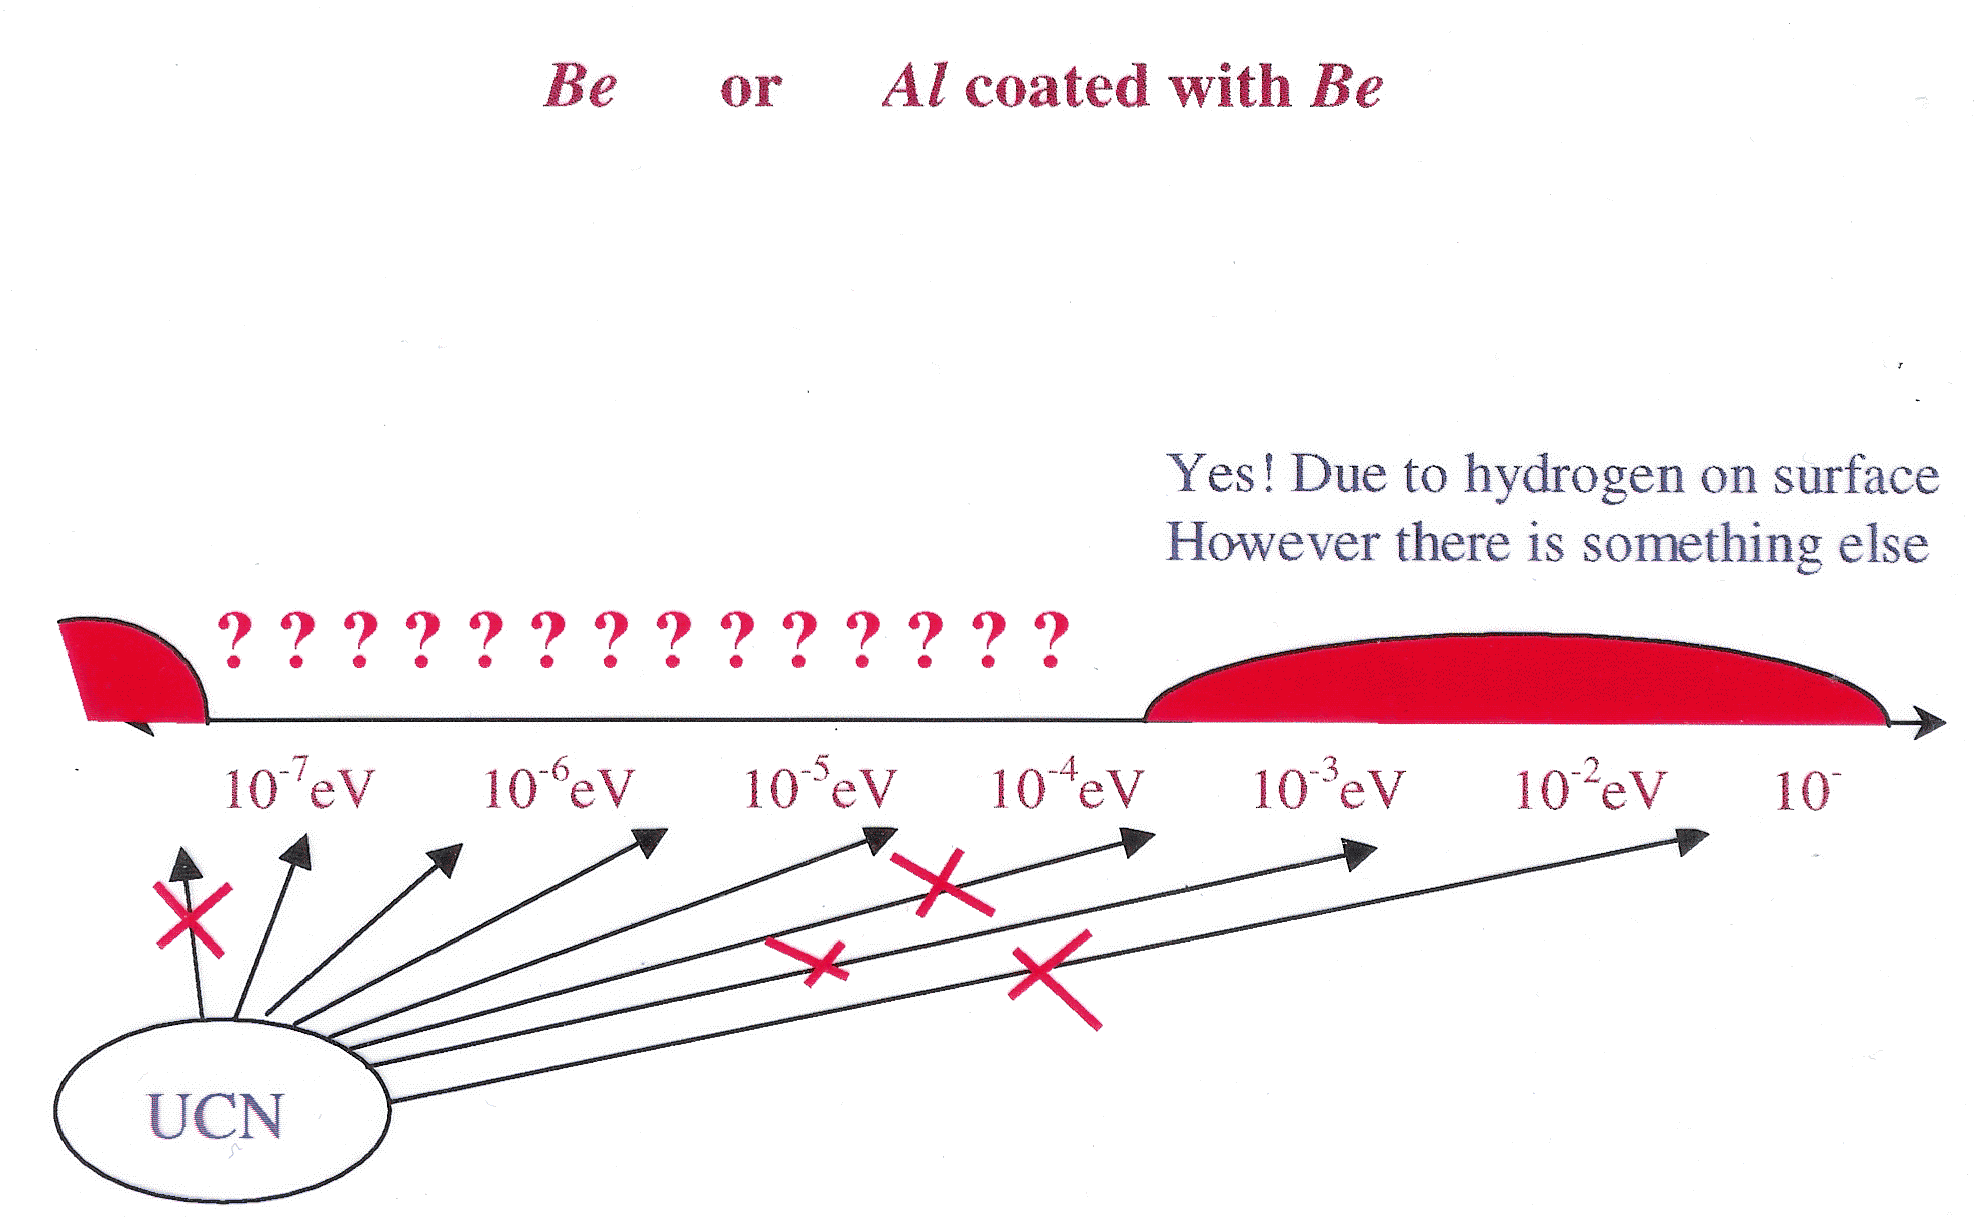 Be or Al coated with Be
Yes! Due to hydrogen on surface
However there is something else
? ? ? ? ? ? ? ? ? ? ? ? ? ?
10⁻⁷eV 10⁻⁶eV 10⁻⁵eV 10⁻⁴eV 10⁻³eV 10⁻²eV 10⁻
UCN